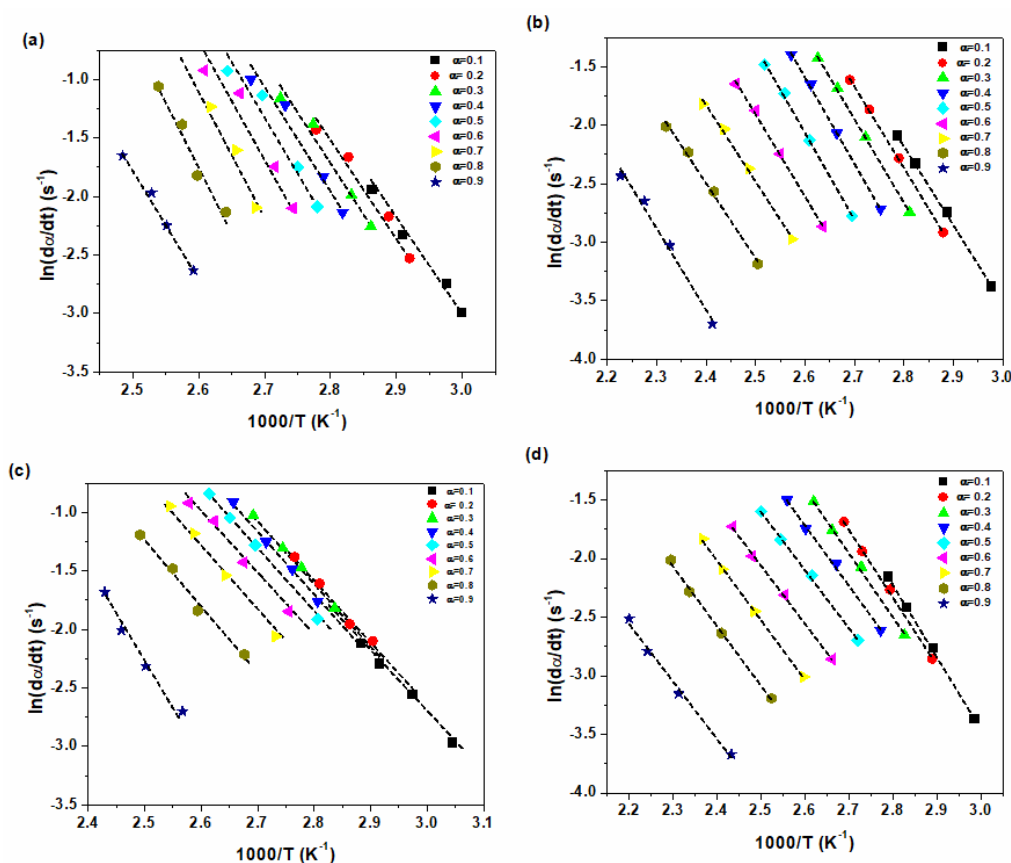 (a)
α=0.1
α= 0.2
α=0.3
α=0.4
α=0.5
α=0.6
α=0.7
α=0.8
α=0.9
-1.0
-1.5
-2.0
-2.5
-3.0
-3.5
ln(dα/dt) (s⁻¹)
2.5 2.6 2.7 2.8 2.9 3.0
1000/T (K⁻¹)
(b)
α=0.1
α= 0.2
α=0.3
α=0.4
α=0.5
α=0.6
α=0.7
α=0.8
α=0.9
-1.5
-2.0
-2.5
-3.0
-3.5
-4.0
ln(dα/dt) (s⁻¹)
2.2 2.3 2.4 2.5 2.6 2.7 2.8 2.9 3.0
1000/T (K⁻¹)
(c)
α=0.1
α= 0.2
α=0.3
α=0.4
α=0.5
α=0.6
α=0.7
α=0.8
α=0.9
-1.0
-1.5
-2.0
-2.5
-3.0
-3.5
ln(dα/dt) (s⁻¹)
2.4 2.5 2.6 2.7 2.8 2.9 3.0 3.1
1000/T (K⁻¹)
(d)
α=0.1
α= 0.2
α=0.3
α=0.4
α=0.5
α=0.6
α=0.7
α=0.8
α=0.9
-1.5
-2.0
-2.5
-3.0
-3.5
-4.0
ln(dα/dt) (s⁻¹)
2.2 2.3 2.4 2.5 2.6 2.7 2.8 2.9 3.0
1000/T (K⁻¹)